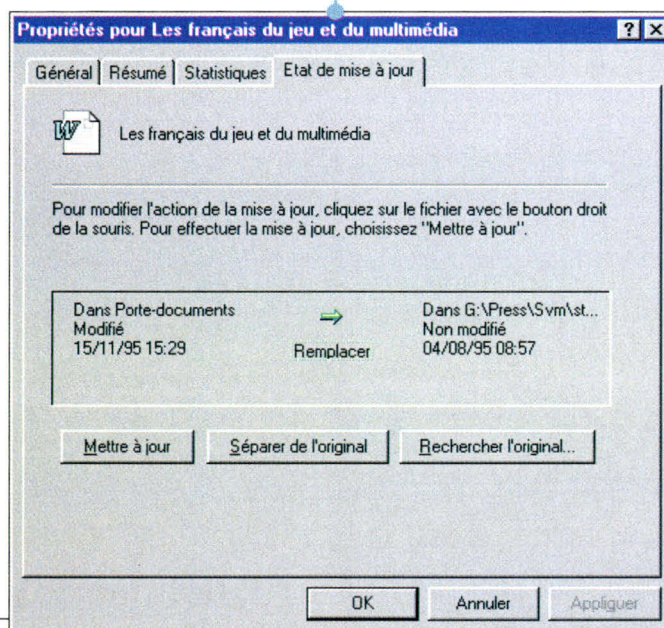 Propriétés pour Les français du jeu et du multimédia
Général Résumé Statistiques Etat de mise à jour
W
Les français du jeu et du multimédia
Pour modifier l'action de la mise à jour, cliquez sur le fichier avec le bouton droit
de la souris. Pour effectuer la mise à jour, choisissez "Mettre à jour".
Dans Porte-documents
Modifié
15/11/95 15:29
Remplacer
Dans G:\Press\Svm\st...
Non modifié
04/08/95 08:57
Mettre à jour Séparer de l'original Rechercher l'original...
OK Annuler Appliquer